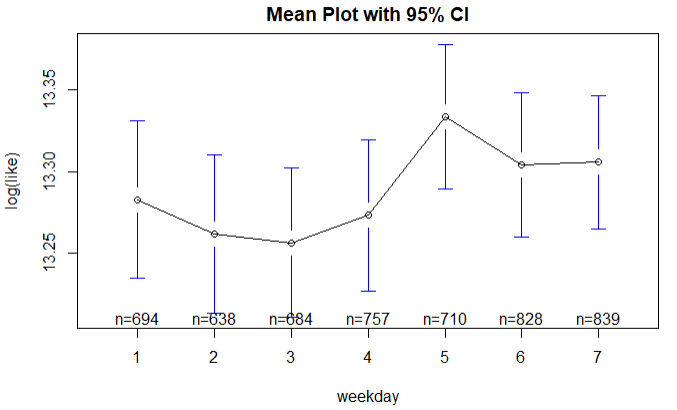 Mean Plot with 95% CI
log(like)
13.35
13.30
13.25
n=694 n=638 n=684 n=757 n=710 n=828 n=839
1 2 3 4 5 6 7
weekday